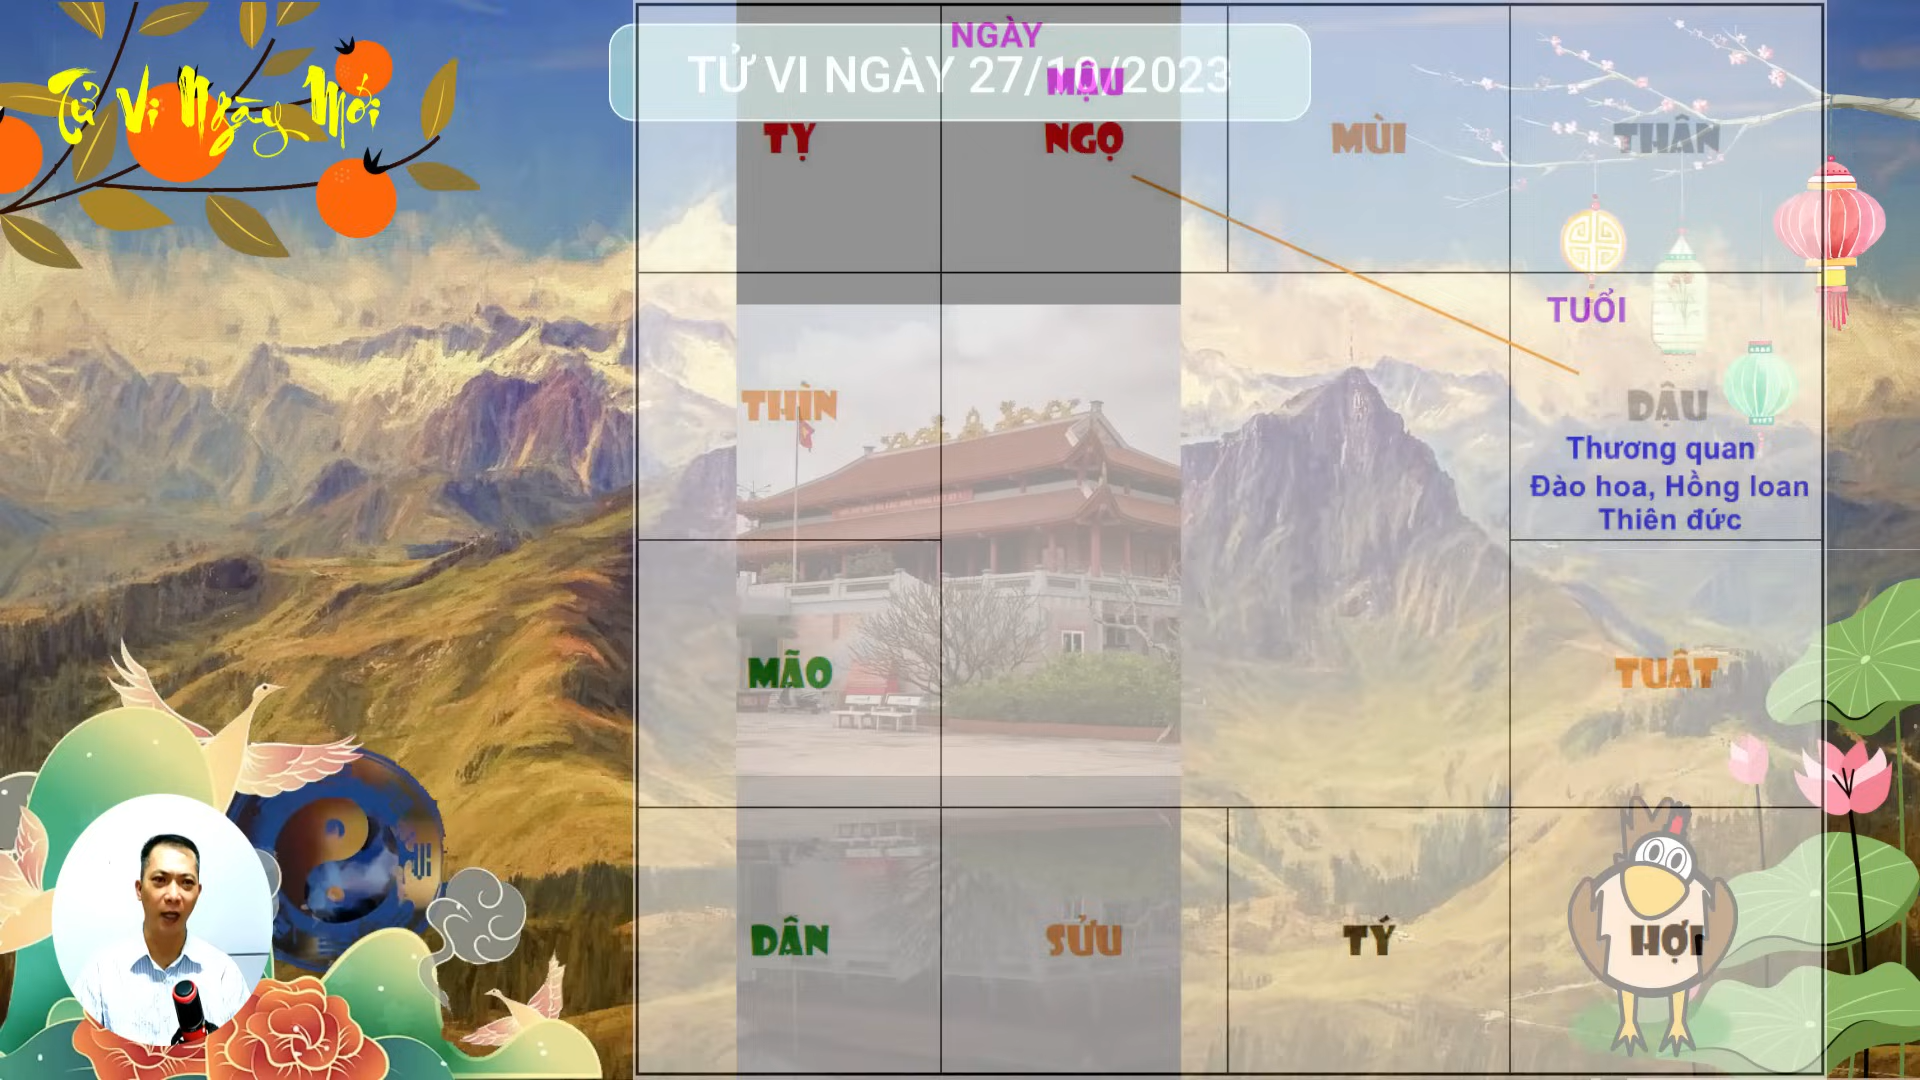 Tử Vi Ngày Mới
NGÀY
TỬ VI NGÀY 27/10/2023
MẬU
TỴ
NGỌ
MÙI
THÂN
TUỔI
THÌN
DẬU
Thương quan
Đào hoa, Hồng loan
Thiên đức
MÃO
TUẤT
DẦN
SỬU
TÝ
HỢI